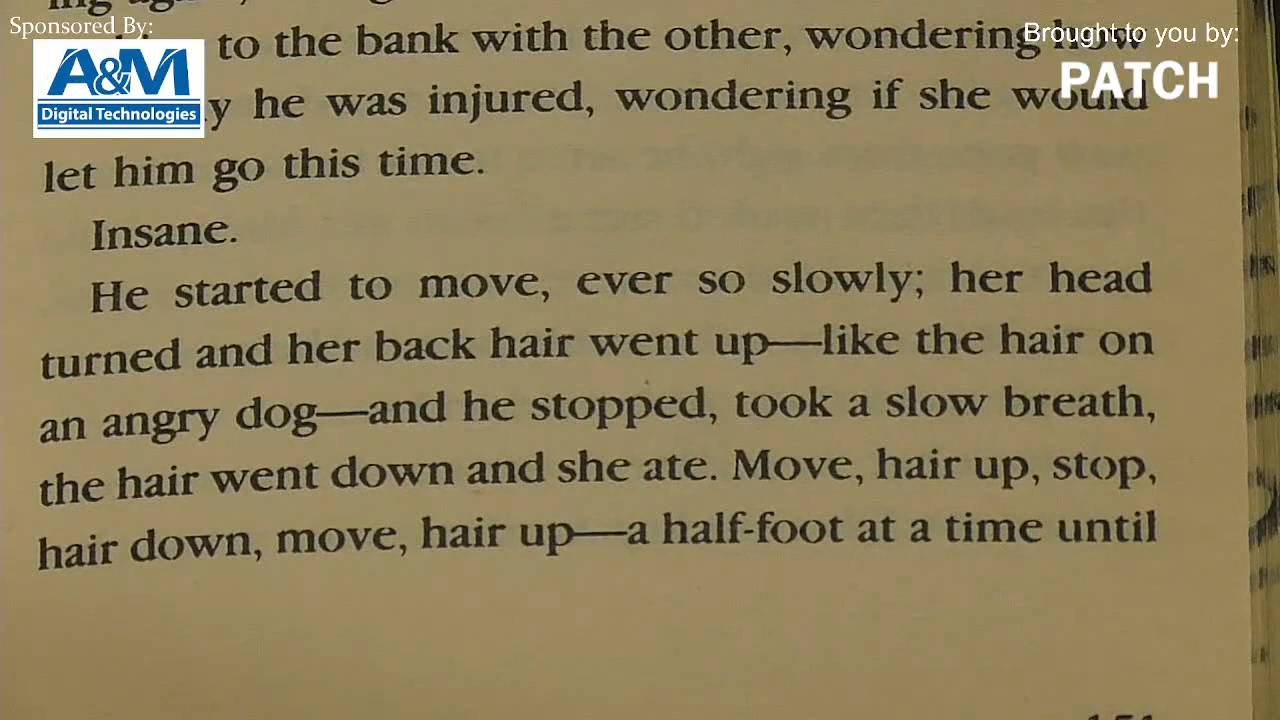 Sponsored By:
A&M
Digital Technologies
Brought to you by:
PATCH
to the bank with the other, wondering how
he was injured, wondering if she would
let him go this time.
Insane.
He started to move, ever so slowly; her head
turned and her back hair went up—like the hair on
an angry dog—and he stopped, took a slow breath,
the hair went down and she ate. Move, hair up, stop,
hair down, move, hair up—a half-foot at a time until